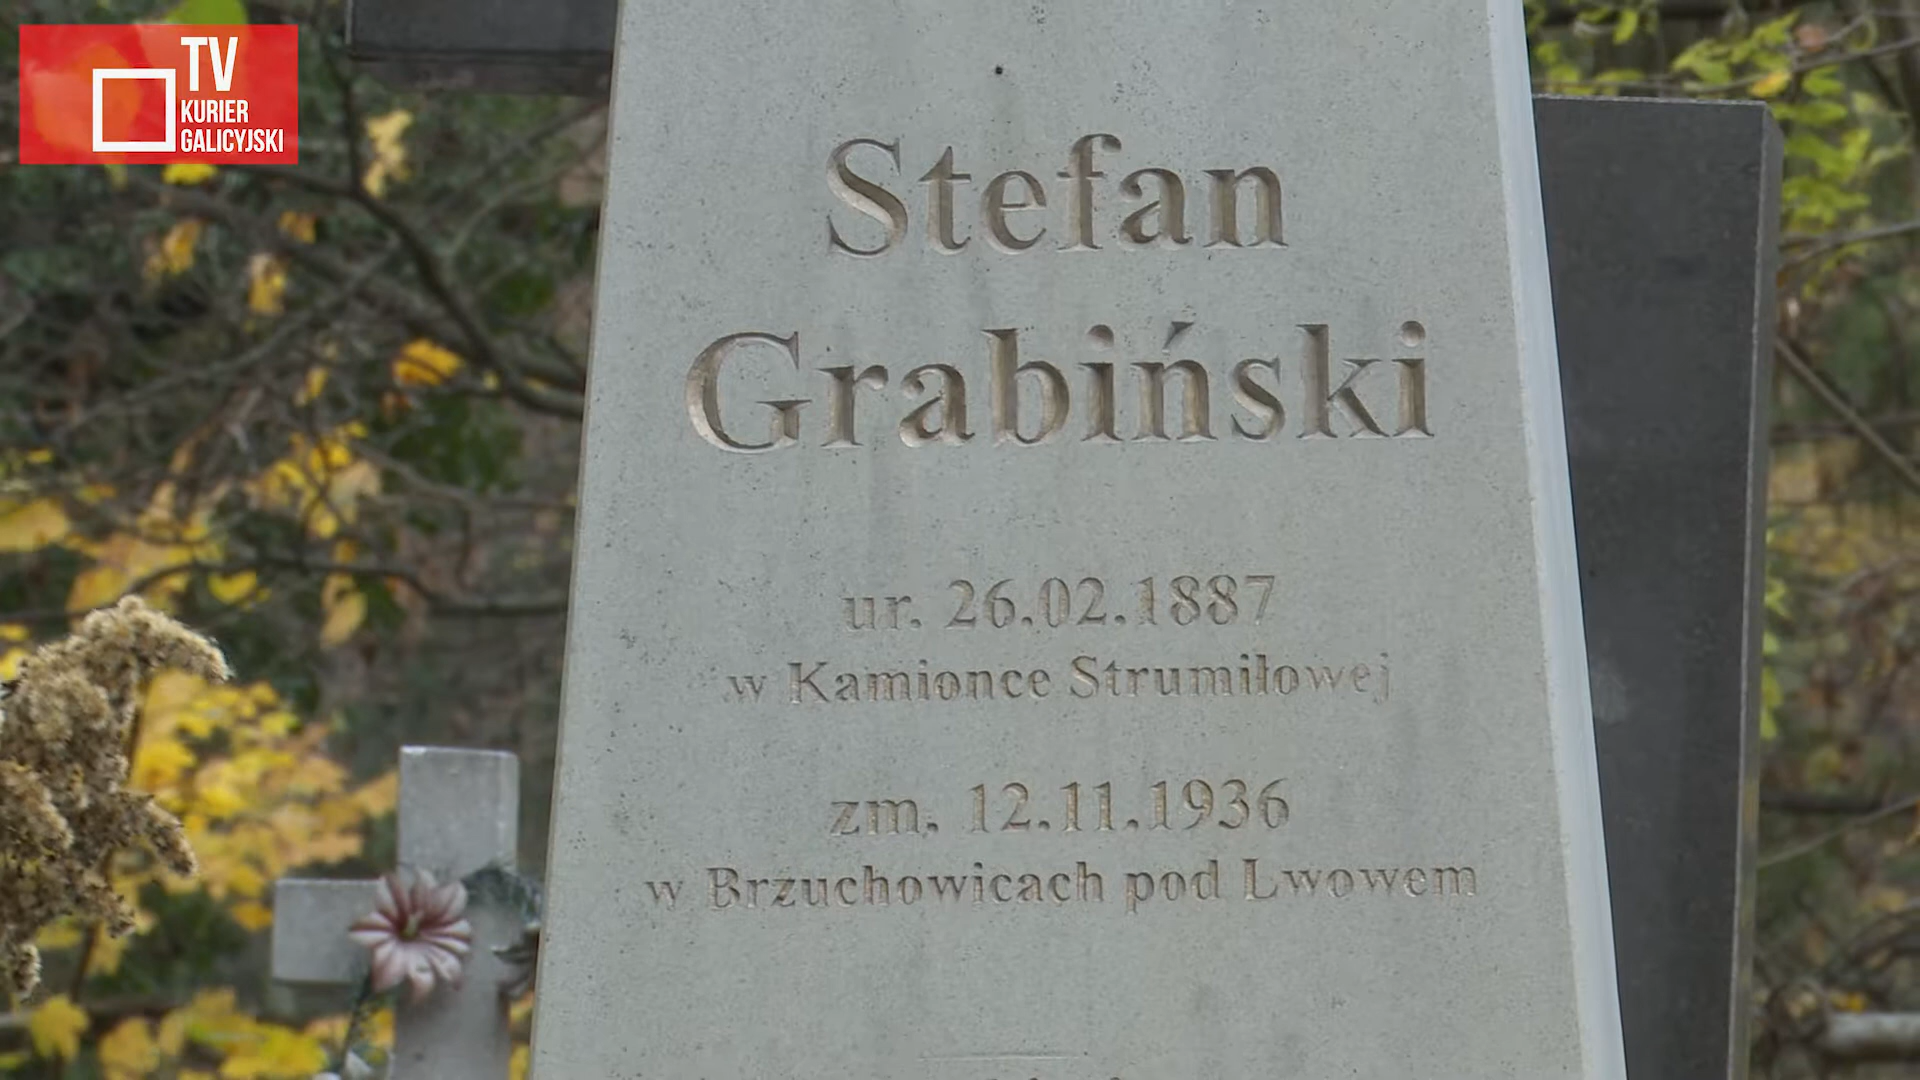 TV
KURIER
GALICYJSKI
Stefan
Grabiński
ur. 26.02.1887
w Kamionce Strumiłowej
zm. 12.11.1936
w Brzuchowicach pod Lwowem